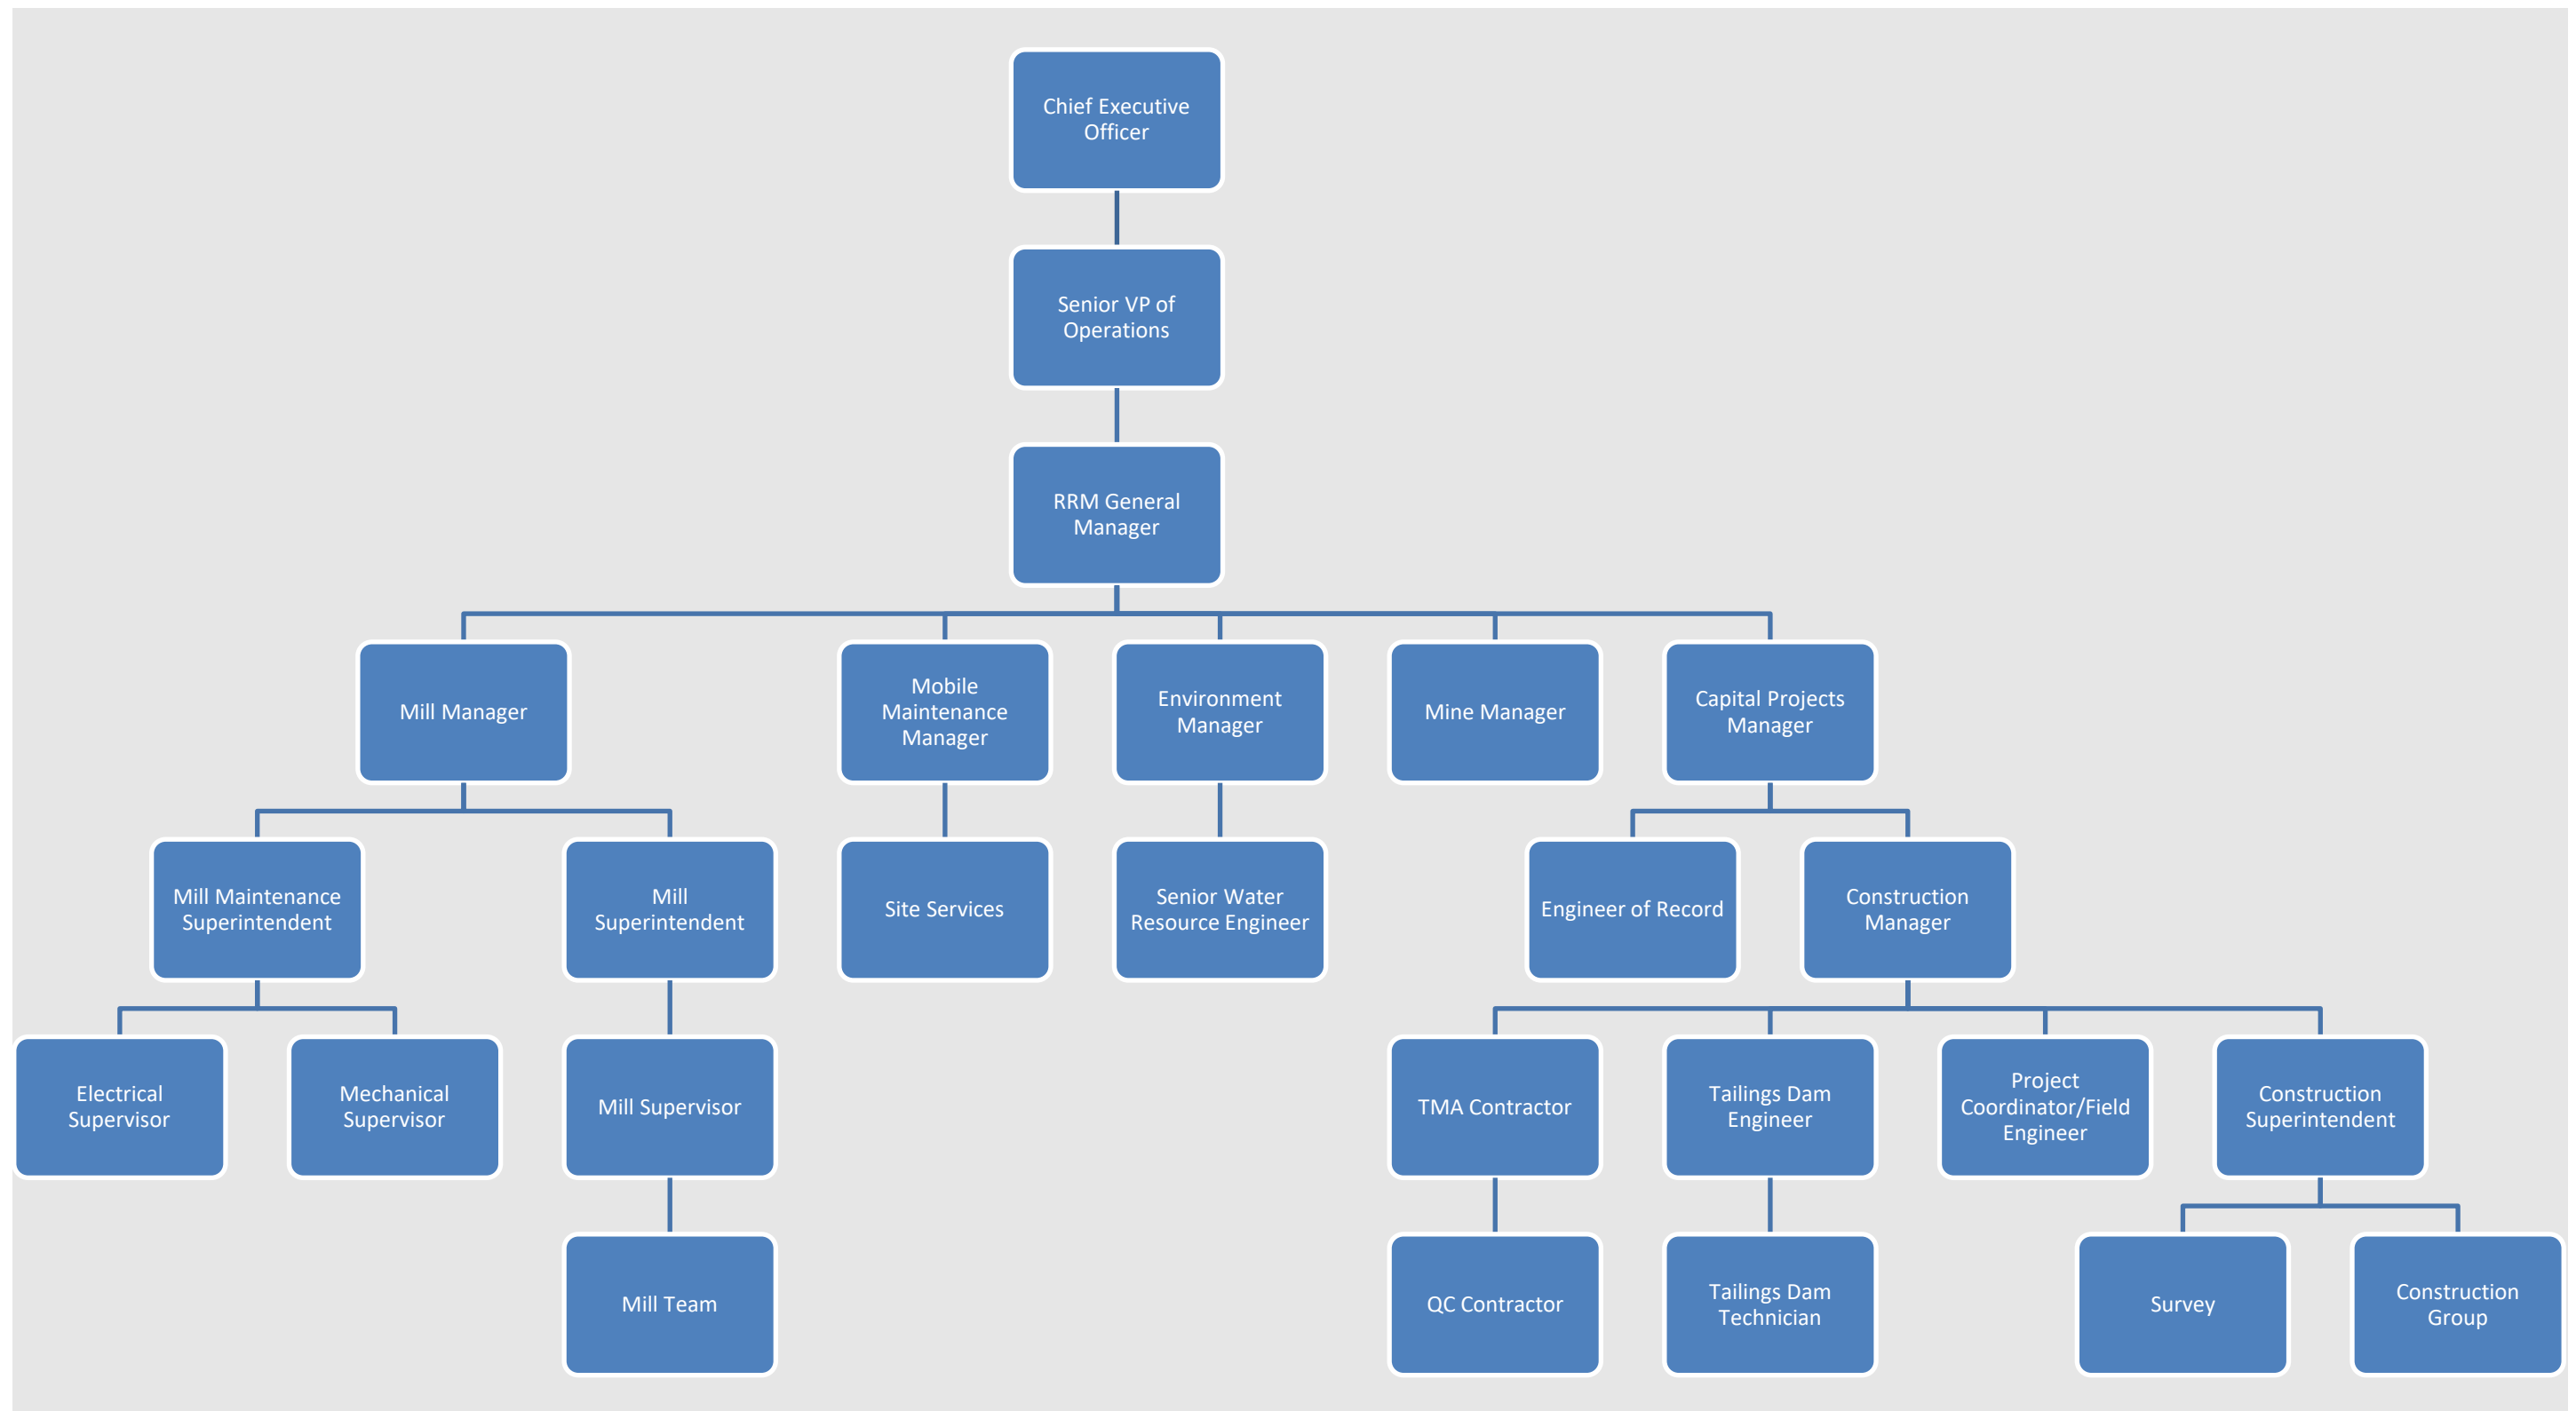 Chief Executive
Officer
Senior VP of
Operations
RRM General
Manager
Mill Manager
Mobile
Maintenance
Manager
Environment
Manager
Mine Manager
Capital Projects
Manager
Mill Maintenance
Superintendent
Mill
Superintendent
Site Services
Senior Water
Resource Engineer
Engineer of Record
Construction
Manager
Electrical
Supervisor
Mechanical
Supervisor
Mill Supervisor
TMA Contractor
Tailings Dam
Engineer
Project
Coordinator/Field
Engineer
Construction
Superintendent
Mill Team
QC Contractor
Tailings Dam
Technician
Survey
Construction
Group